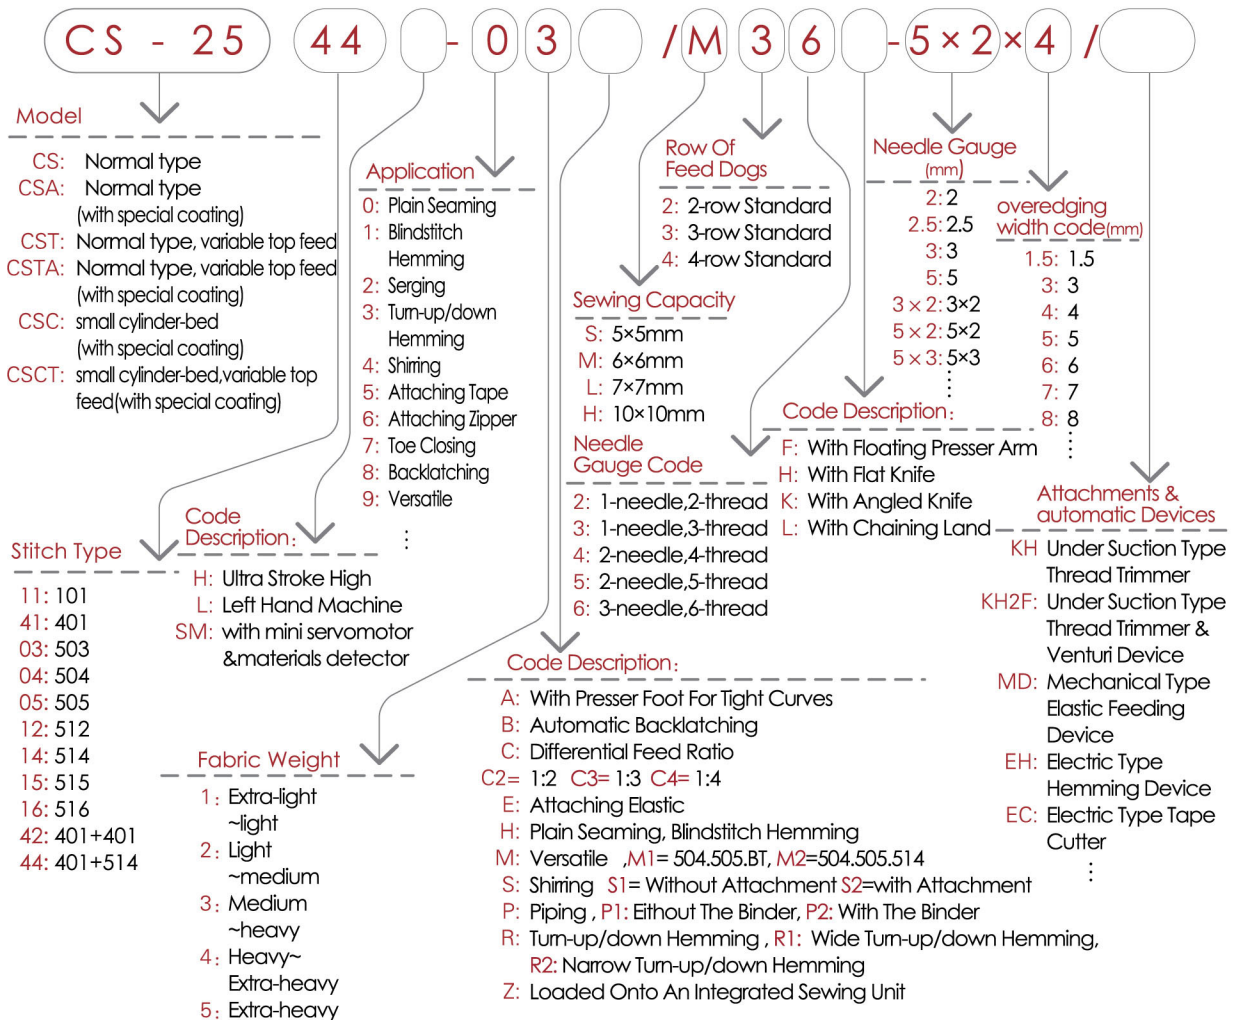 CS - 25 44 - 0 3 / M 3 6 - 5 × 2 × 4 /
Model
CS: Normal type
CSA: Normal type
(with special coating)
CST: Normal type, variable top feed
CSTA: Normal type, variable top feed
(with special coating)
CSC: small cylinder-bed
(with special coating)
CSCT: small cylinder-bed,variable top
feed(with special coating)
Stitch Type
11: 101
41: 401
03: 503
04: 504
05: 505
12: 512
14: 514
15: 515
16: 516
42: 401+401
44: 401+514
Code
Description:
H: Ultra Stroke High
L: Left Hand Machine
SM: with mini servomotor
&materials detector
Application
0: Plain Seaming
1: Blindstitch
Hemming
2: Serging
3: Turn-up/down
Hemming
4: Shirring
5: Attaching Tape
6: Attaching Zipper
7: Toe Closing
8: Backlatching
9: Versatile
⋮
Fabric Weight
1: Extra-light
~light
2: Light
~medium
3: Medium
~heavy
4: Heavy~
Extra-heavy
5: Extra-heavy
Code Description:
A: With Presser Foot For Tight Curves
B: Automatic Backlatching
C: Differential Feed Ratio
C2= 1:2 C3= 1:3 C4= 1:4
E: Attaching Elastic
H: Plain Seaming, Blindstitch Hemming
M: Versatile ,M1= 504.505.BT, M2=504.505.514
S: Shirring S1= Without Attachment S2=with Attachment
P: Piping , P1: Eithout The Binder, P2: With The Binder
R: Turn-up/down Hemming , R1: Wide Turn-up/down Hemming,
R2: Narrow Turn-up/down Hemming
Z: Loaded Onto An Integrated Sewing Unit
Sewing Capacity
S: 5×5mm
M: 6×6mm
L: 7×7mm
H: 10×10mm
Row Of
Feed Dogs
2: 2-row Standard
3: 3-row Standard
4: 4-row Standard
Needle
Gauge Code
2: 1-needle,2-thread
3: 1-needle,3-thread
4: 2-needle,4-thread
5: 2-needle,5-thread
6: 3-needle,6-thread
Code Description:
F: With Floating Presser Arm
H: With Flat Knife
K: With Angled Knife
L: With Chaining Land
Needle Gauge
(mm)
2: 2
2.5: 2.5
3: 3
5: 5
3 × 2: 3×2
5 × 2: 5×2
5 × 3: 5×3
⋮
overedging
width code(mm)
1.5: 1.5
3: 3
4: 4
5: 5
6: 6
7: 7
8: 8
⋮
Attachments &
automatic Devices
KH Under Suction Type
Thread Trimmer
KH2F: Under Suction Type
Thread Trimmer &
Venturi Device
MD: Mechanical Type
Elastic Feeding
Device
EH: Electric Type
Hemming Device
EC: Electric Type Tape
Cutter
⋮